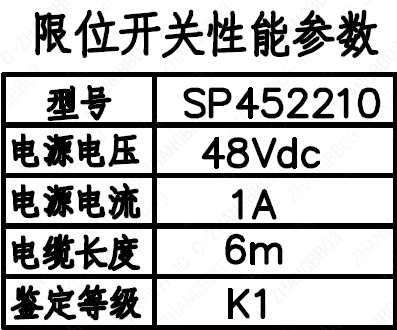 限位开关性能参数
型号 SP452210
电源电压 48Vdc
电源电流 1A
电缆长度 6m
鉴定等级 K1